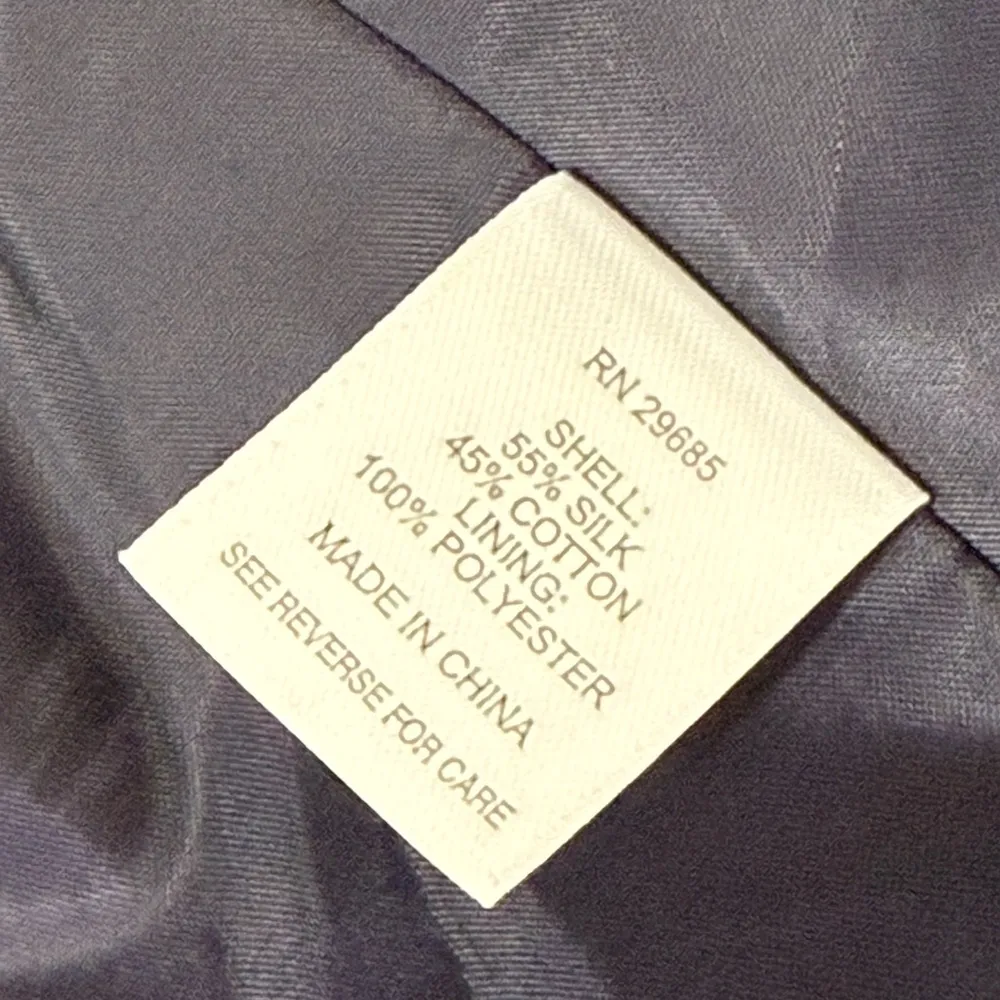 RN 29685
SHELL:
55% SILK
45% COTTON
LINING:
100% POLYESTER
MADE IN CHINA
SEE REVERSE FOR CARE